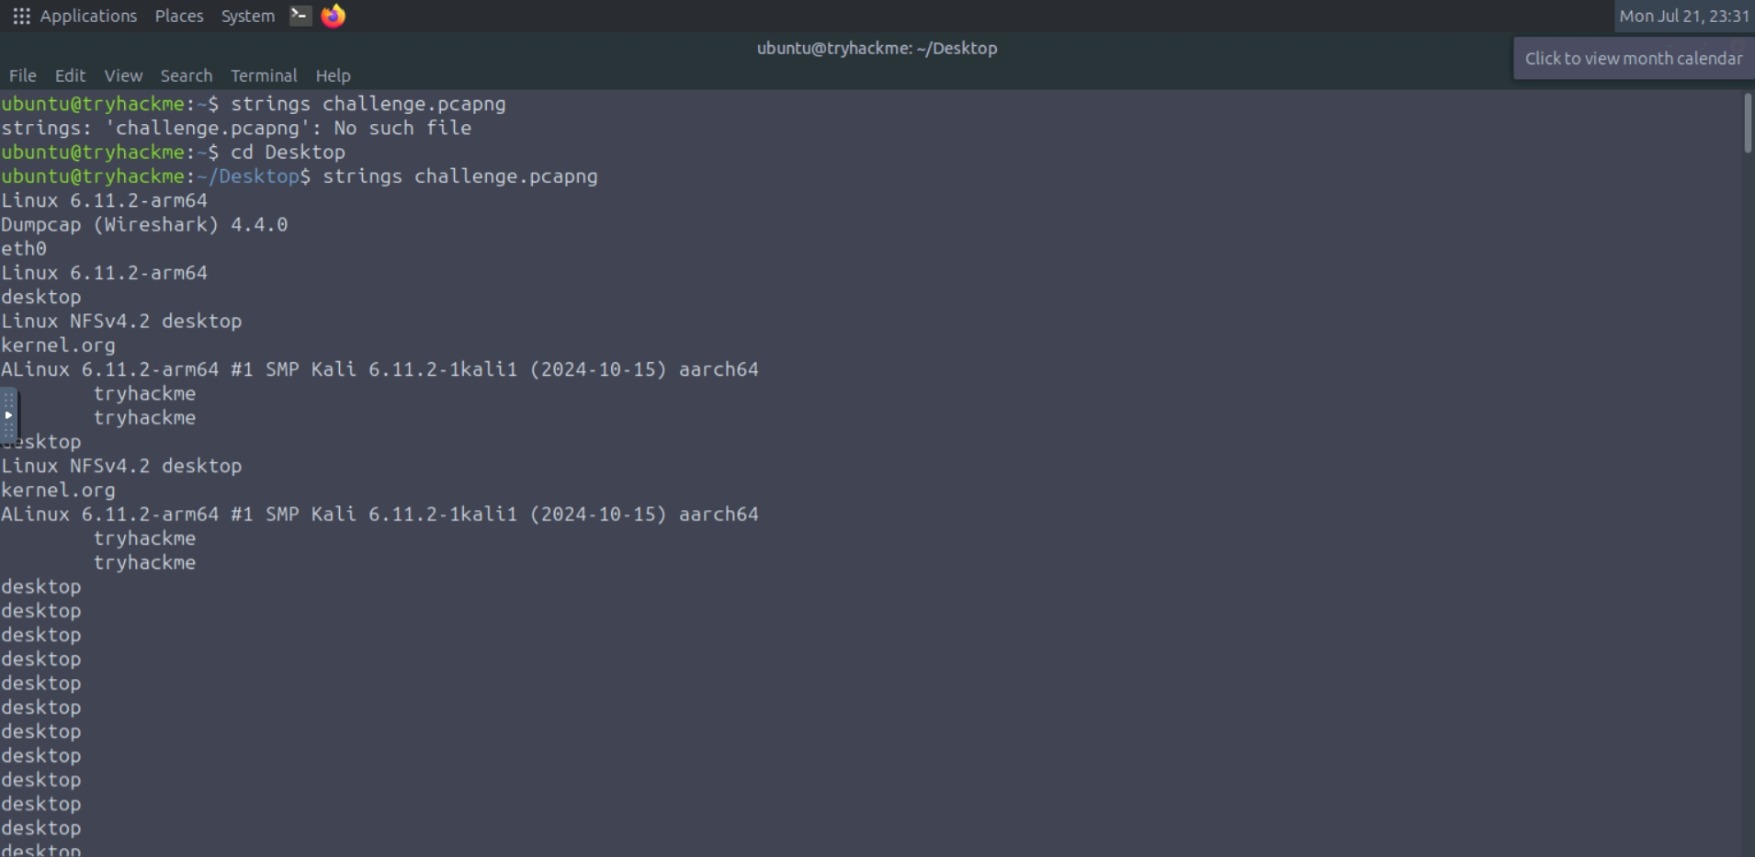 Applications Places System Mon Jul 21, 23:31
ubuntu@tryhackme: ~/Desktop
Click to view month calendar
File Edit View Search Terminal Help
ubuntu@tryhackme:~$ strings challenge.pcapng
strings: 'challenge.pcapng': No such file
ubuntu@tryhackme:~$ cd Desktop
ubuntu@tryhackme:~/Desktop$ strings challenge.pcapng
Linux 6.11.2-arm64
Dumpcap (Wireshark) 4.4.0
eth0
Linux 6.11.2-arm64
desktop
Linux NFSv4.2 desktop
kernel.org
ALinux 6.11.2-arm64 #1 SMP Kali 6.11.2-1kali1 (2024-10-15) aarch64
tryhackme
tryhackme
desktop
Linux NFSv4.2 desktop
kernel.org
ALinux 6.11.2-arm64 #1 SMP Kali 6.11.2-1kali1 (2024-10-15) aarch64
tryhackme
tryhackme
desktop
desktop
desktop
desktop
desktop
desktop
desktop
desktop
desktop
desktop
desktop
desktop